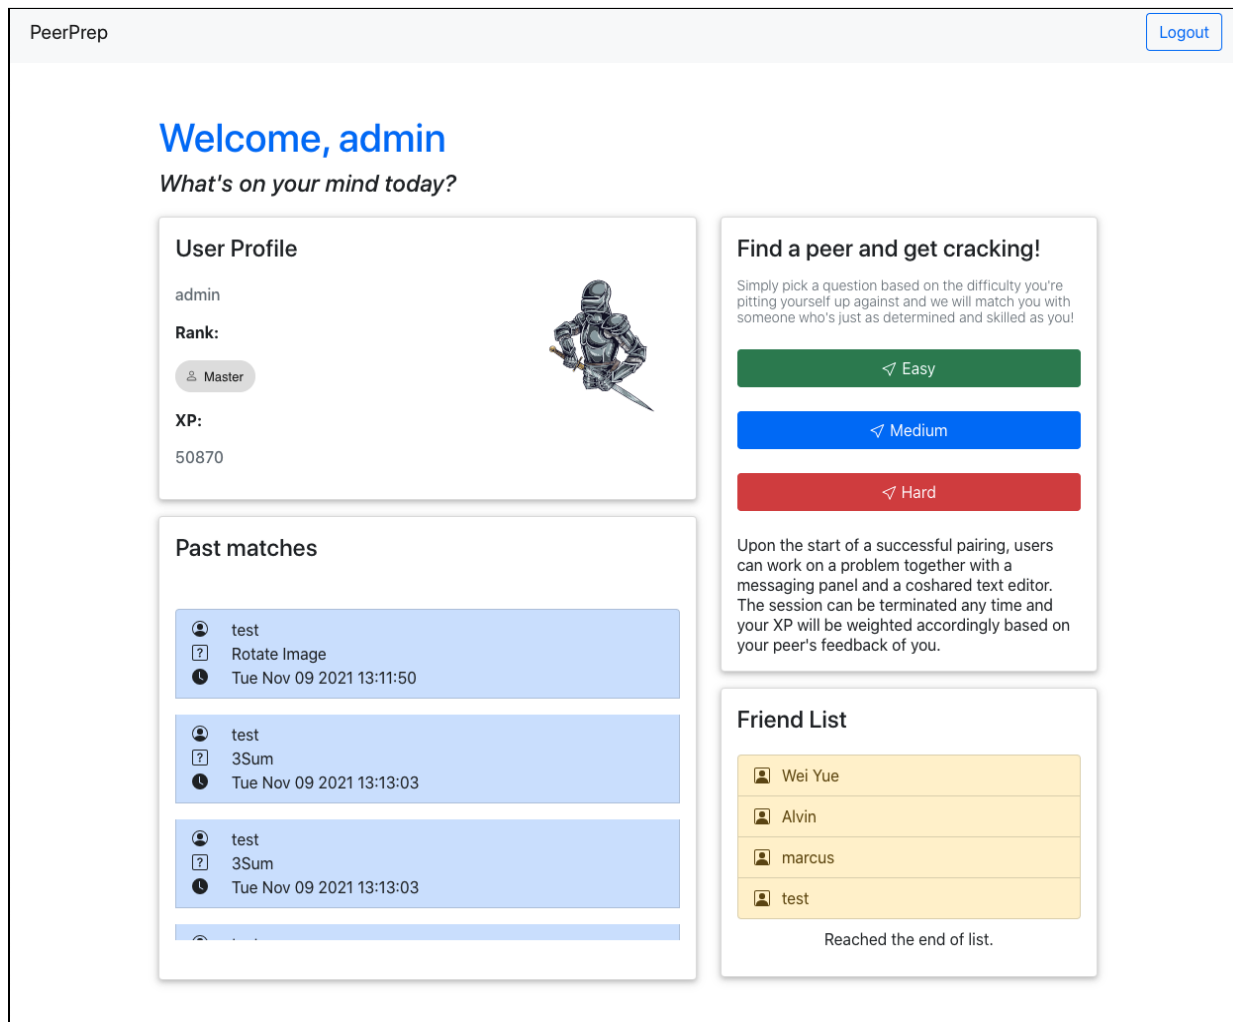 PeerPrep
Logout
Welcome, admin
What's on your mind today?
User Profile
admin
Rank:
Master
XP:
50870
Past matches
test
Rotate Image
Tue Nov 09 2021 13:11:50
test
3Sum
Tue Nov 09 2021 13:13:03
test
3Sum
Tue Nov 09 2021 13:13:03
Find a peer and get cracking!
Simply pick a question based on the difficulty you're
pitting yourself up against and we will match you with
someone who's just as determined and skilled as you!
Easy
Medium
Hard
Upon the start of a successful pairing, users
can work on a problem together with a
messaging panel and a coshared text editor.
The session can be terminated any time and
your XP will be weighted accordingly based on
your peer's feedback of you.
Friend List
Wei Yue
Alvin
marcus
test
Reached the end of list.